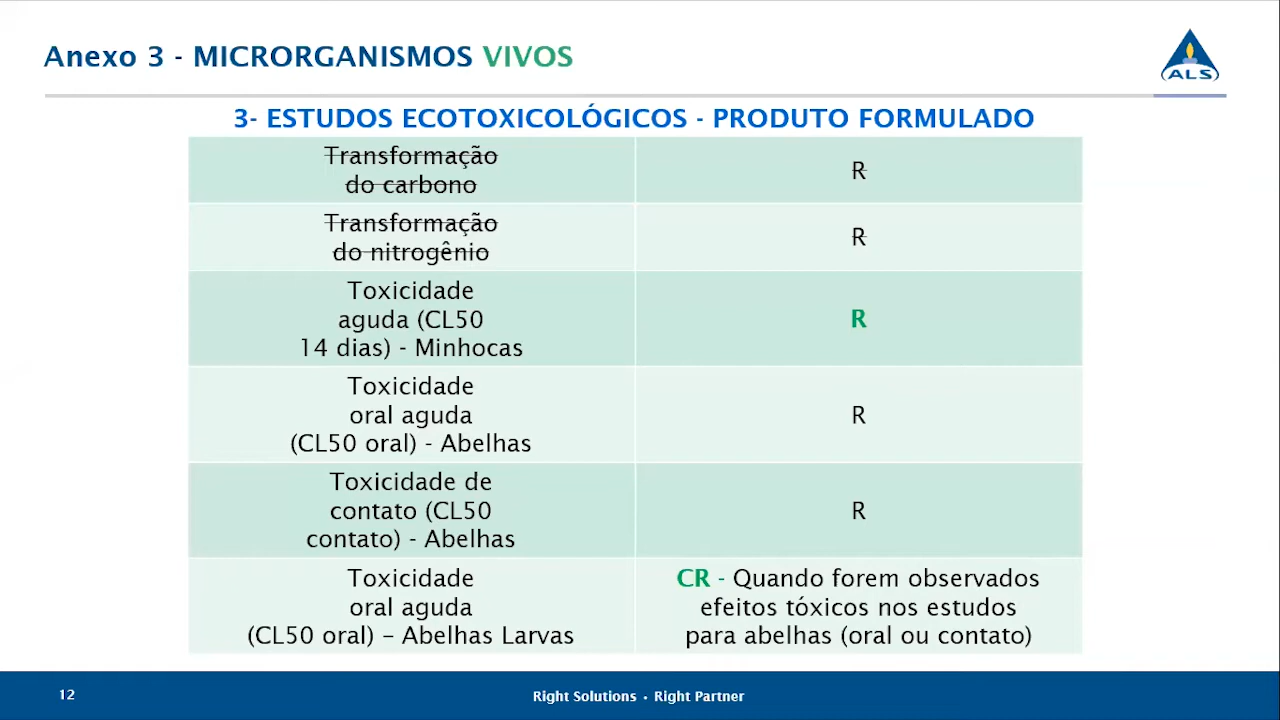 Anexo 3 - MICRORGANISMOS VIVOS
ALS
3- ESTUDOS ECOTOXICOLÓGICOS - PRODUTO FORMULADO
Transformação
do carbono
R
Transformação
do nitrogênio
R
Toxicidade
aguda (CL50
14 dias) - Minhocas
R
Toxicidade
oral aguda
(CL50 oral) - Abelhas
R
Toxicidade de
contato (CL50
contato) - Abelhas
R
Toxicidade
oral aguda
(CL50 oral) – Abelhas Larvas
CR - Quando forem observados
efeitos tóxicos nos estudos
para abelhas (oral ou contato)
12
Right Solutions • Right Partner